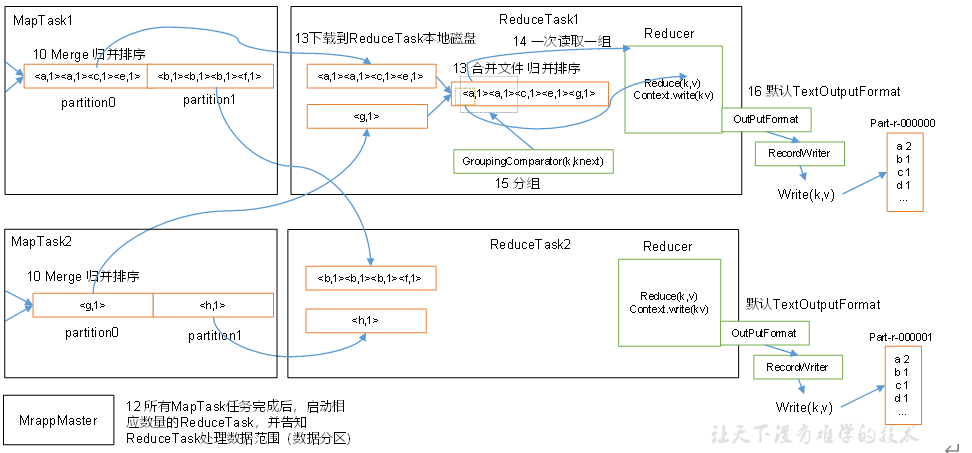 MapTask1
10 Merge 归并排序
<a,1><a,1><c,1><e,1>
<b,1><b,1><b,1><f,1>
partition0
partition1
ReduceTask1
13下载到ReduceTask本地磁盘
14 一次读取一组
Reducer
<a,1><a,1><c,1><e,1>
13 合并文件 归并排序
<a,1><a,1><c,1><e,1><g,1>
<g,1>
Reduce(k,v)
Context.write(kv)
GroupingComparator(k,knext)
15 分组
16 默认TextOutputFormat
OutPutFormat
RecordWriter
Write(k,v)
Part-r-000000
a 2
b 1
c 1
d 1
...
MapTask2
10 Merge 归并排序
<g,1>
<h,1>
partition0
partition1
ReduceTask2
Reducer
<b,1><b,1><b,1><f,1>
<h,1>
Reduce(k,v)
Context.write(kv)
默认TextOutputFormat
OutPutFormat
RecordWriter
Write(k,v)
Part-r-000001
a 2
b 1
c 1
d 1
...
MrappMaster
12 所有MapTask任务完成后，启动相
应数量的ReduceTask，并告知
ReduceTask处理数据范围（数据分区）
让天下没有难学的技术